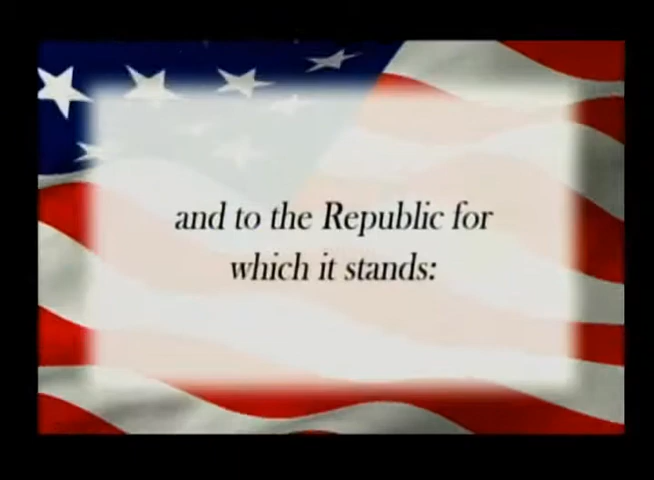 and to the Republic for
which it stands: